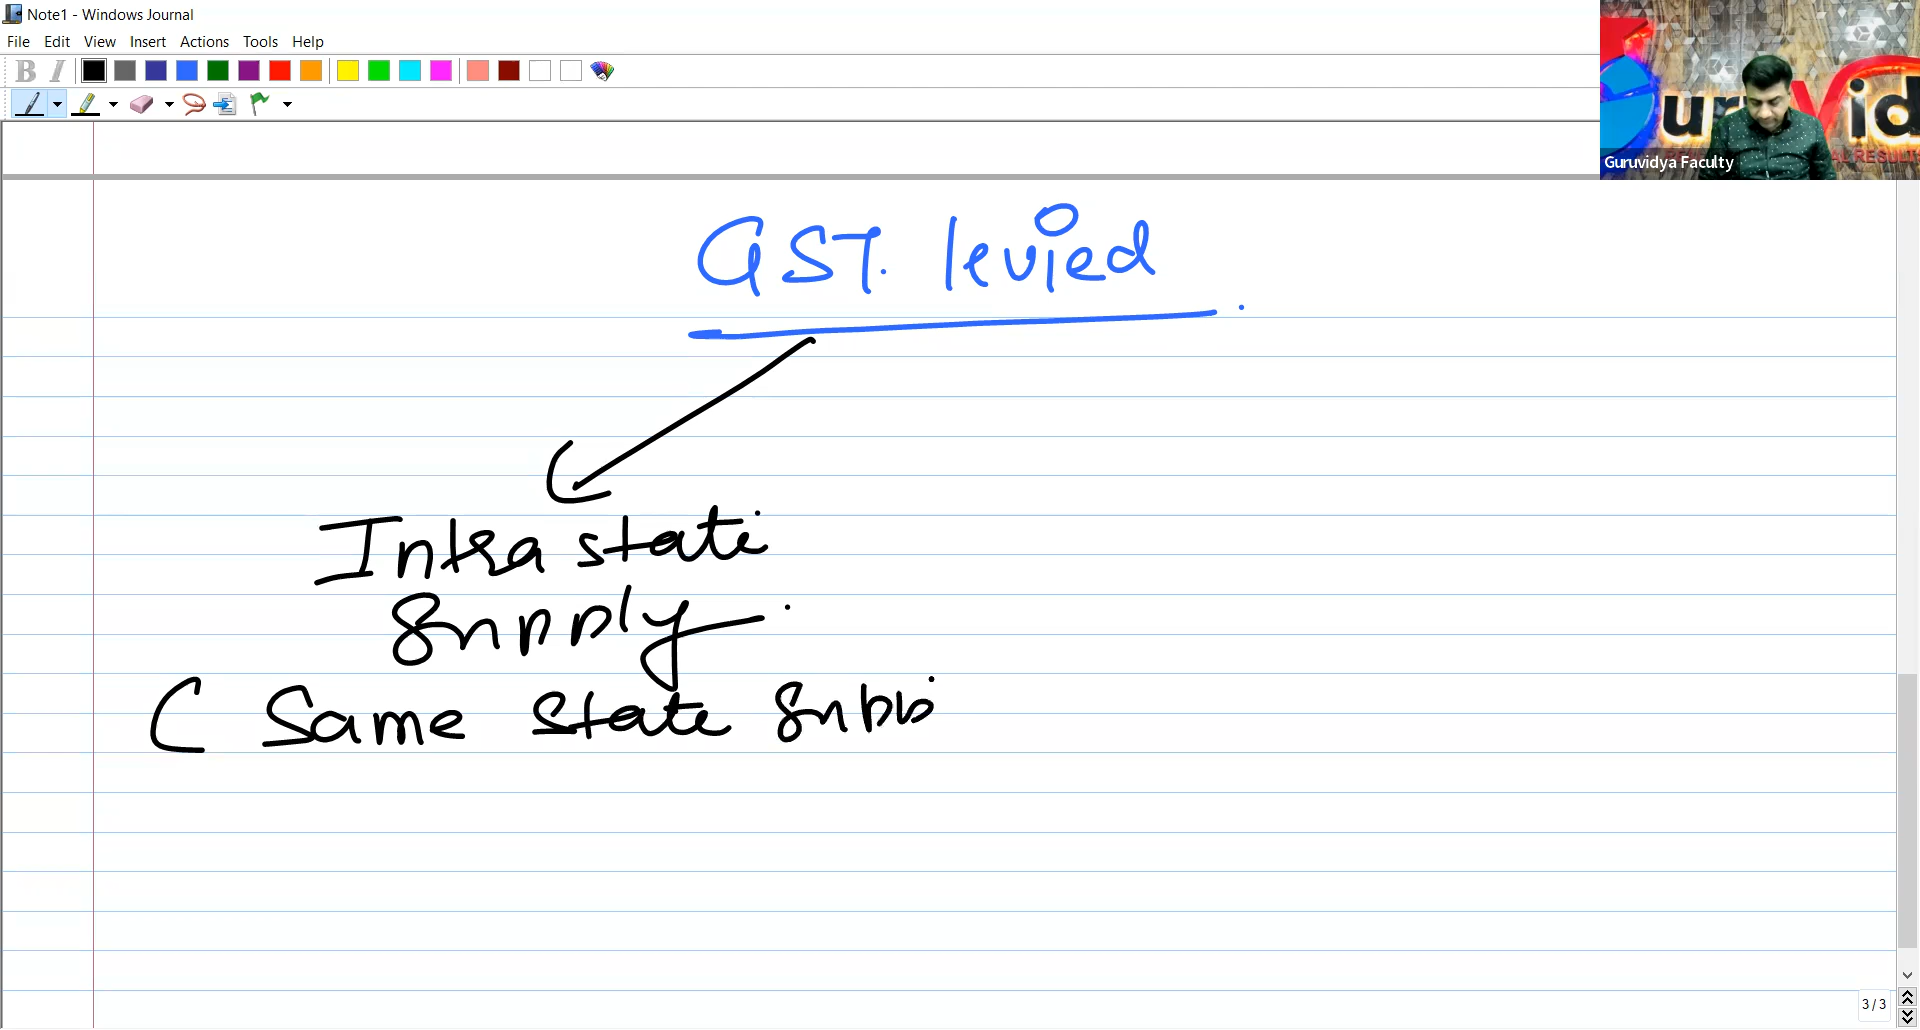 Note1 - Windows Journal
File Edit View Insert Actions Tools Help
B I
Guruvidya Faculty
GST. levied
Intra state
Supply
( Same state Supp
3 / 3